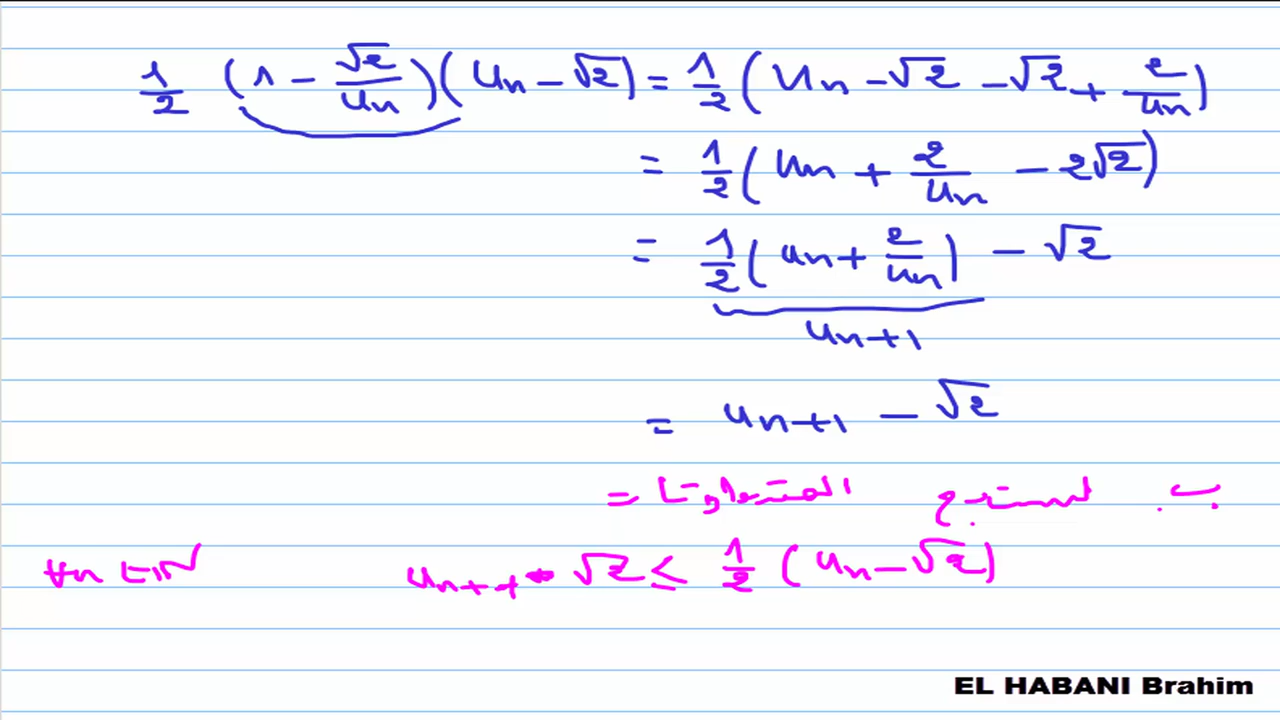 1/2 (1 - √2/Un)(Un - √2) = 1/2 (Un - √2 - √2 + 2/Un)
= 1/2 (Un + 2/Un - 2√2)
= 1/2 (Un + 2/Un) - √2
Un+1
= Un+1 - √2
ب استنتج المتفاوتة =
∀n ∈ IN Un+1 - √2 ≤ 1/2 (Un - √2)
EL HABANI Brahim